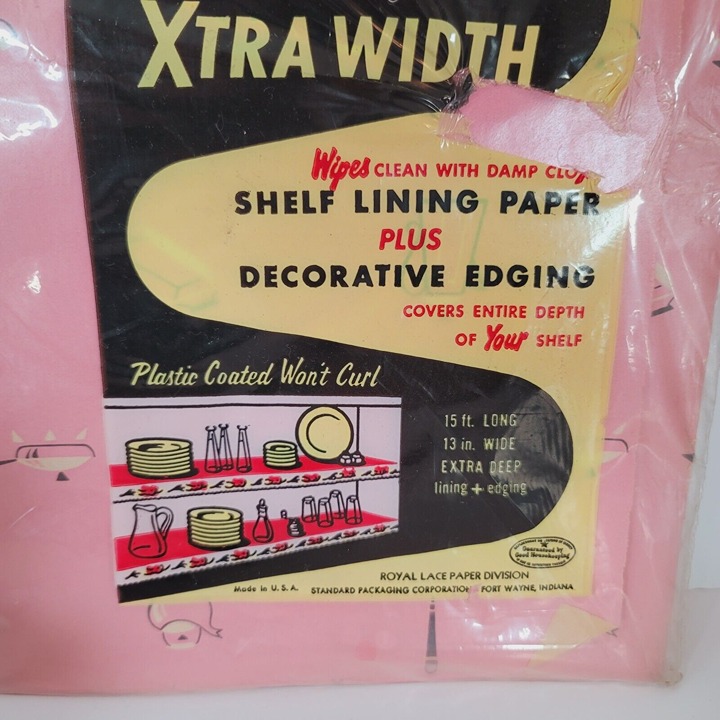 XTRA WIDTH
Wipes CLEAN WITH DAMP
SHELF LINING PAPER
PLUS
DECORATIVE EDGING
COVERS ENTIRE DEPTH
OF Your SHELF
Plastic Coated Won't Curl
15 ft. LONG
13 in. WIDE
EXTRA DEEP
lining + edging
Guaranteed by
Good Housekeeping
ROYAL LACE PAPER DIVISION
Made in U.S.A. STANDARD PACKAGING CORPORATION FORT WAYNE, INDIANA